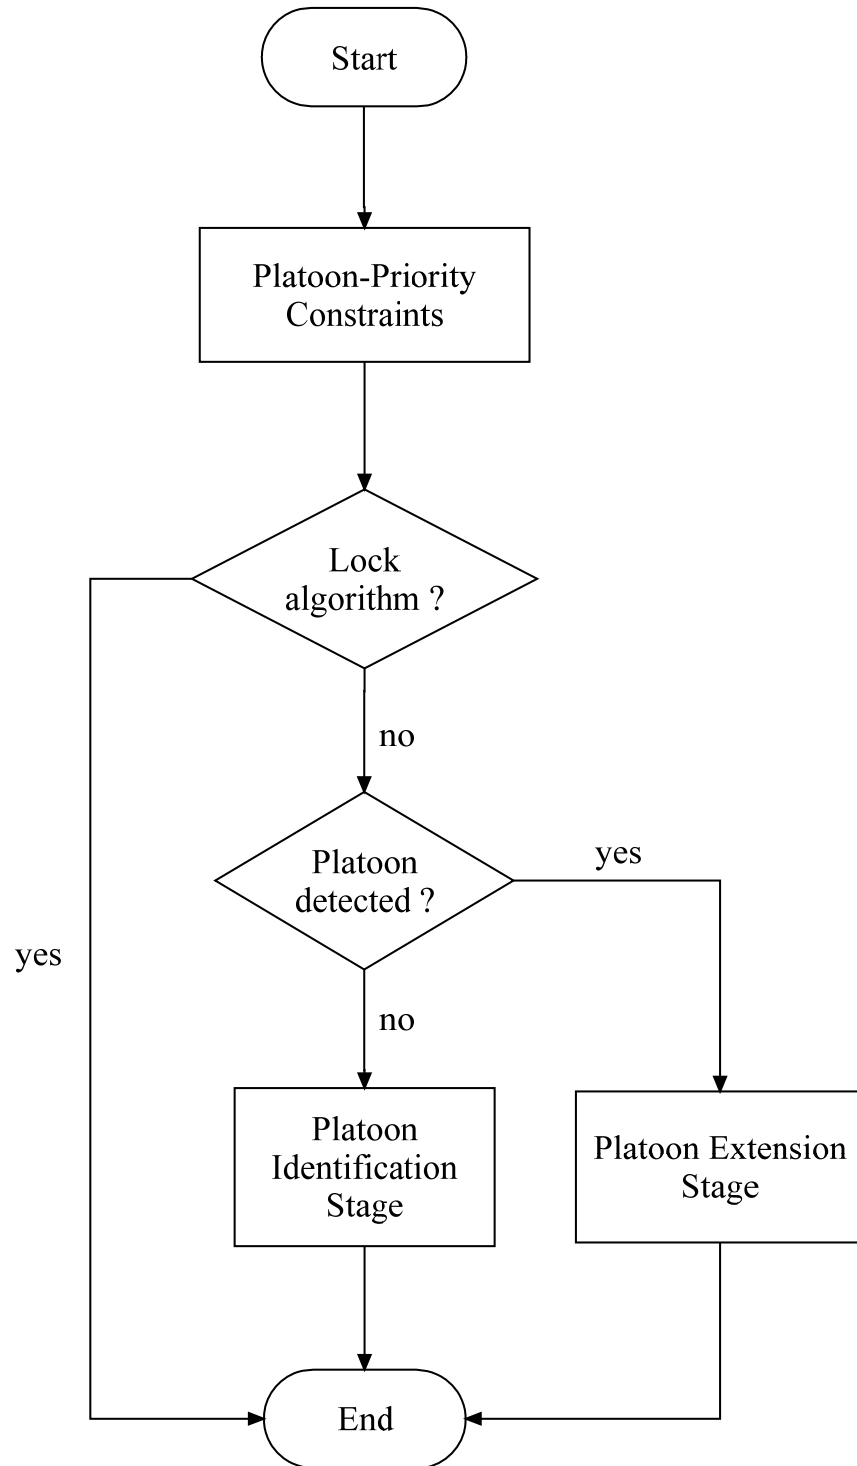 Start
Platoon-Priority
Constraints
Lock
algorithm ?
no
Platoon
detected ?
yes
yes
no
Platoon
Identification
Stage
Platoon Extension
Stage
End